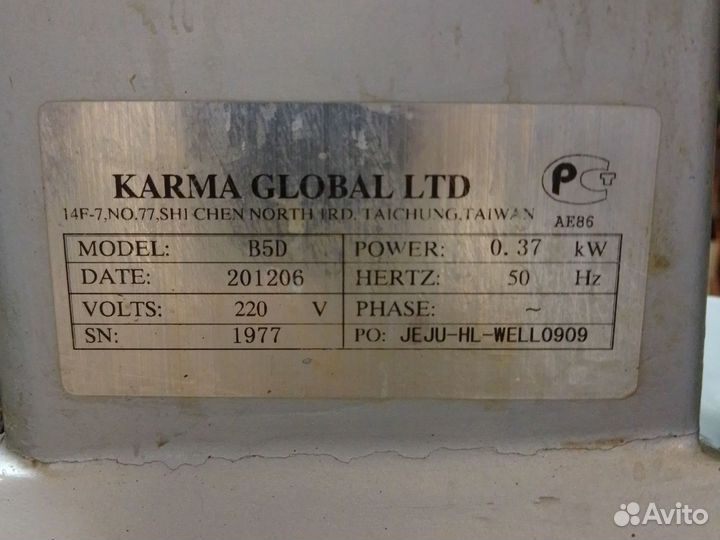 KARMA GLOBAL LTD
14F-7,NO.77,SHI CHEN NORTH 1RD, TAICHUNG,TAIWAN
РСТ
AE86
MODEL: B5D POWER: 0.37 kW
DATE: 201206 HERTZ: 50 Hz
VOLTS: 220 V PHASE: ~
SN: 1977 PO: JEJU-HL-WELL0909
Avito